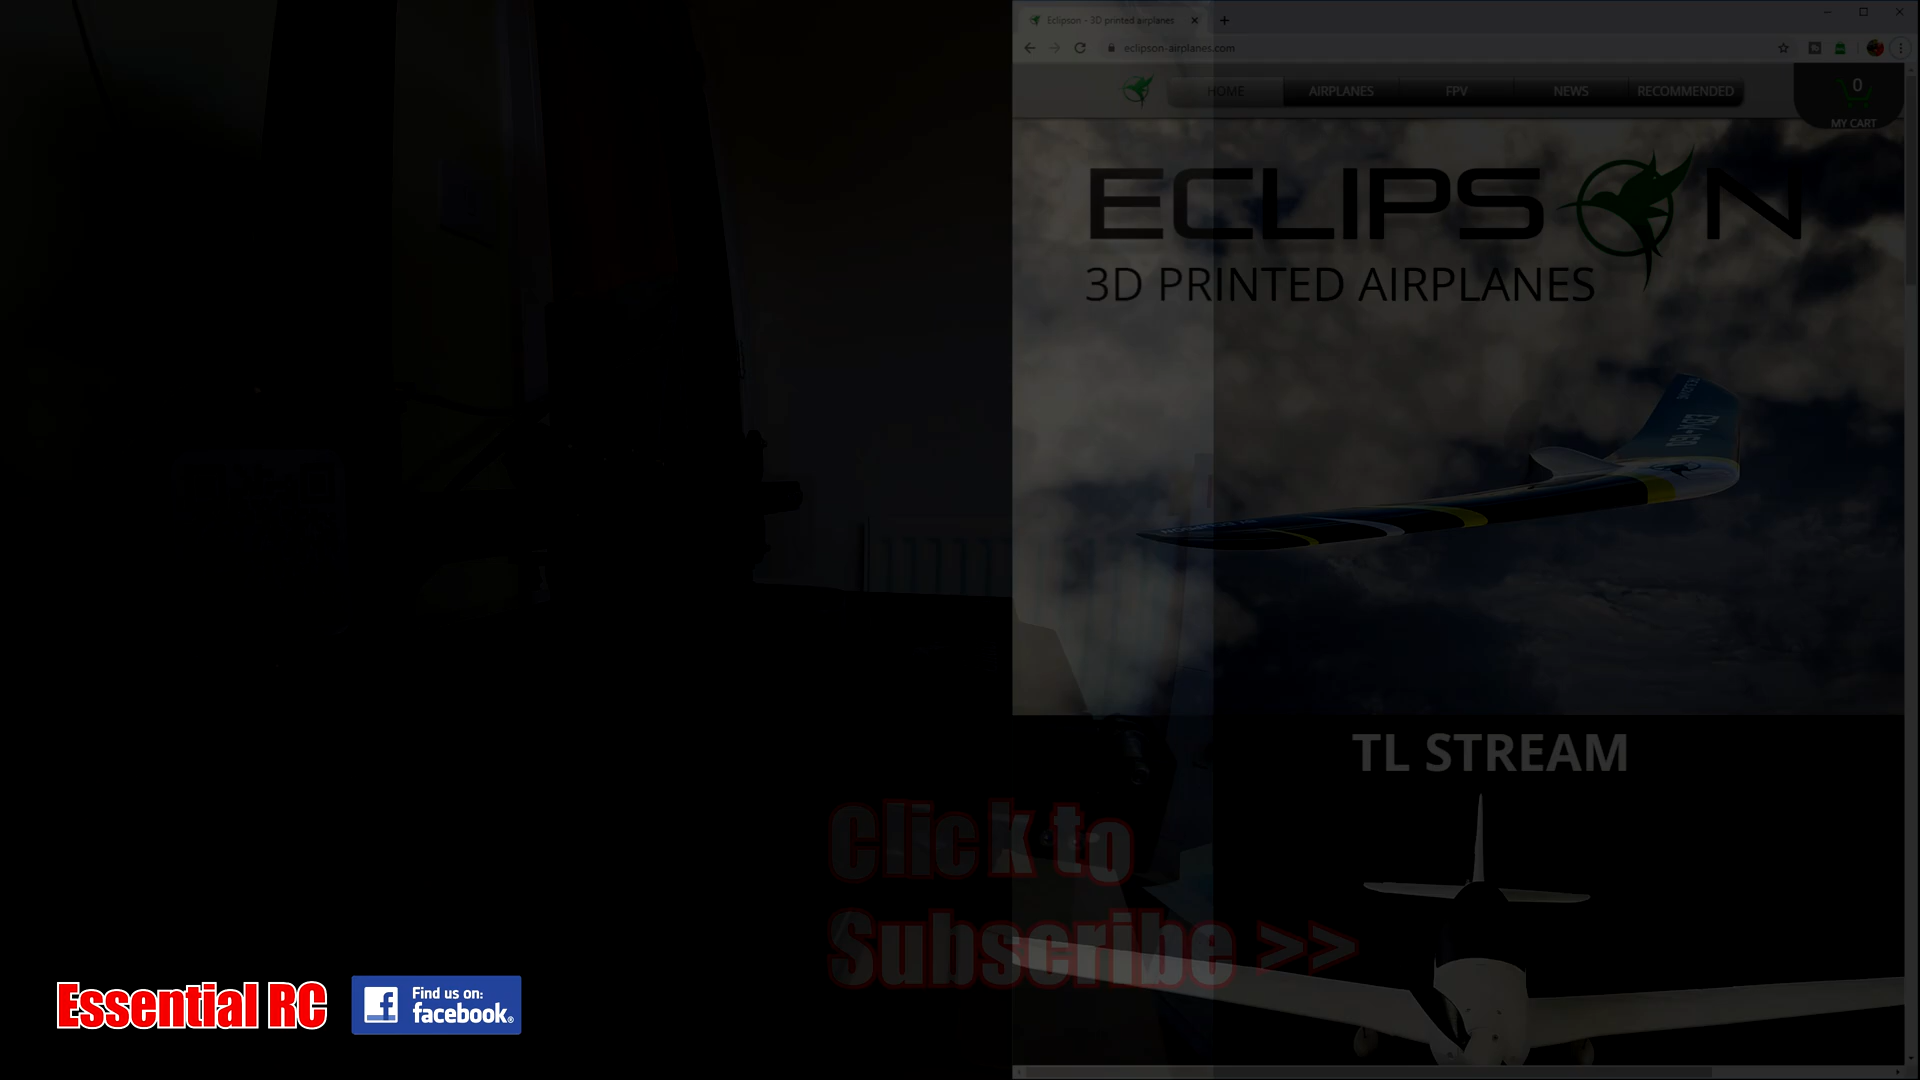 Eclipson - 3D printed airplanes
eclipson-airplanes.com
HOME
AIRPLANES
FPV
NEWS
RECOMMENDED
0
MY CART
ECLIPSON
3D PRINTED AIRPLANES
TL STREAM
Click to
Subscribe >>
Essential RC
Find us on:
facebook®